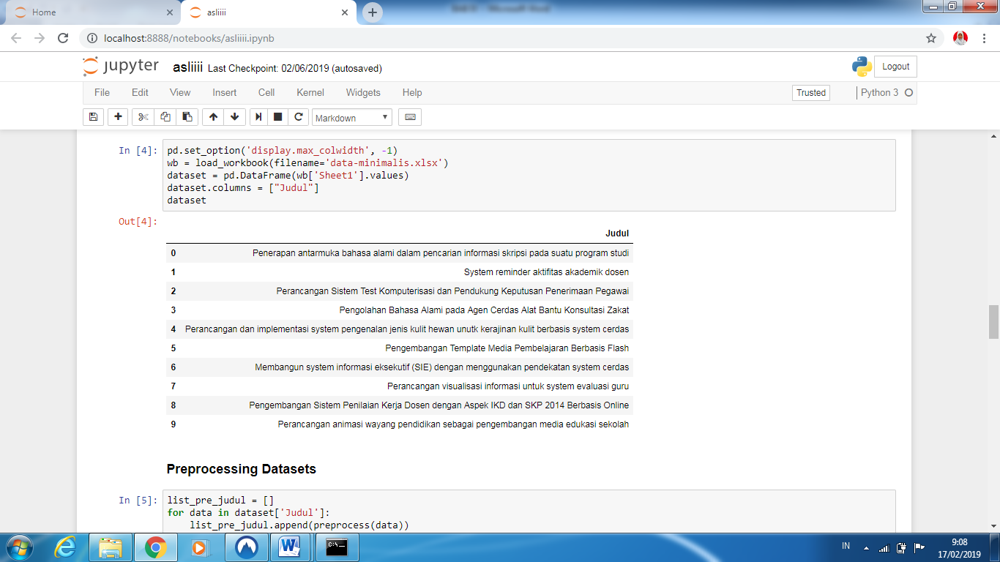 Home
asliiii
localhost:8888/notebooks/asliiii.ipynb
jupyter asliiii Last Checkpoint: 02/06/2019 (autosaved)
Logout
File Edit View Insert Cell Kernel Widgets Help
Trusted
Python 3
Markdown
In [4]:
pd.set_option('display.max_colwidth', -1)
wb = load_workbook(filename='data-minimalis.xlsx')
dataset = pd.DataFrame(wb['Sheet1'].values)
dataset.columns = ["Judul"]
dataset
Out[4]:
Judul
0 Penerapan antarmuka bahasa alami dalam pencarian informasi skripsi pada suatu program studi
1 System reminder aktifitas akademik dosen
2 Perancangan Sistem Test Komputerisasi dan Pendukung Keputusan Penerimaan Pegawai
3 Pengolahan Bahasa Alami pada Agen Cerdas Alat Bantu Konsultasi Zakat
4 Perancangan dan implementasi system pengenalan jenis kulit hewan unutk kerajinan kulit berbasis system cerdas
5 Pengembangan Template Media Pembelajaran Berbasis Flash
6 Membangun system informasi eksekutif (SIE) dengan menggunakan pendekatan system cerdas
7 Perancangan visualisasi informasi untuk system evaluasi guru
8 Pengembangan Sistem Penilaian Kerja Dosen dengan Aspek IKD dan SKP 2014 Berbasis Online
9 Perancangan animasi wayang pendidikan sebagai pengembangan media edukasi sekolah
Preprocessing Datasets
In [5]:
list_pre_judul = []
for data in dataset['Judul']:
    list_pre_judul.append(preprocess(data))
IN
9:08
17/02/2019